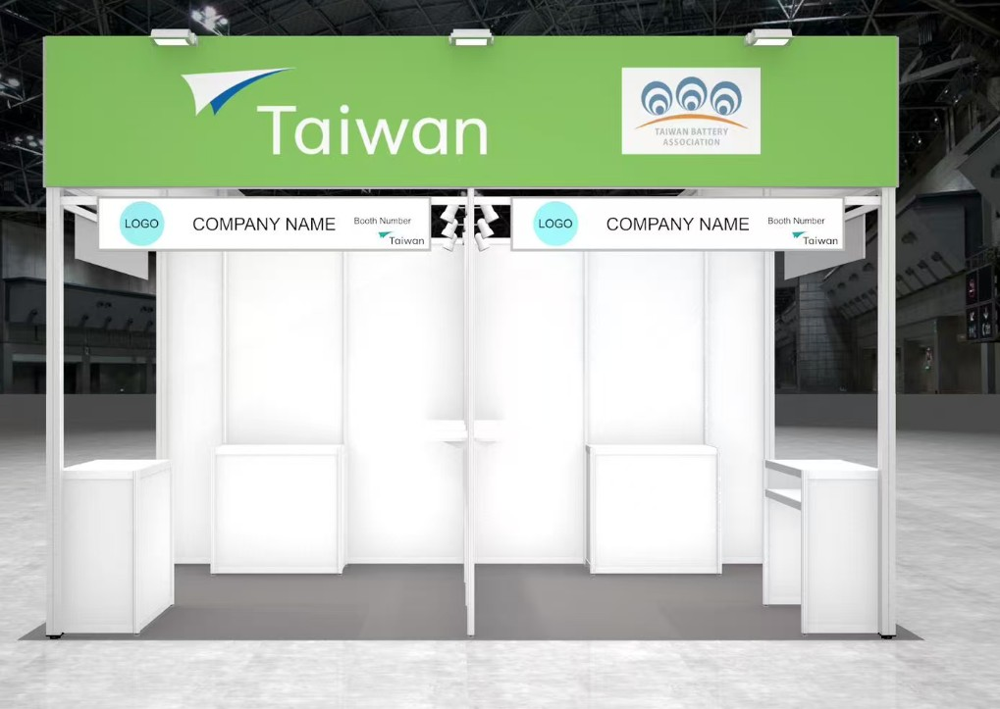 Taiwan
TAIWAN BATTERY
ASSOCIATION
LOGO
COMPANY NAME
Booth Number
Taiwan
LOGO
COMPANY NAME
Booth Number
Taiwan